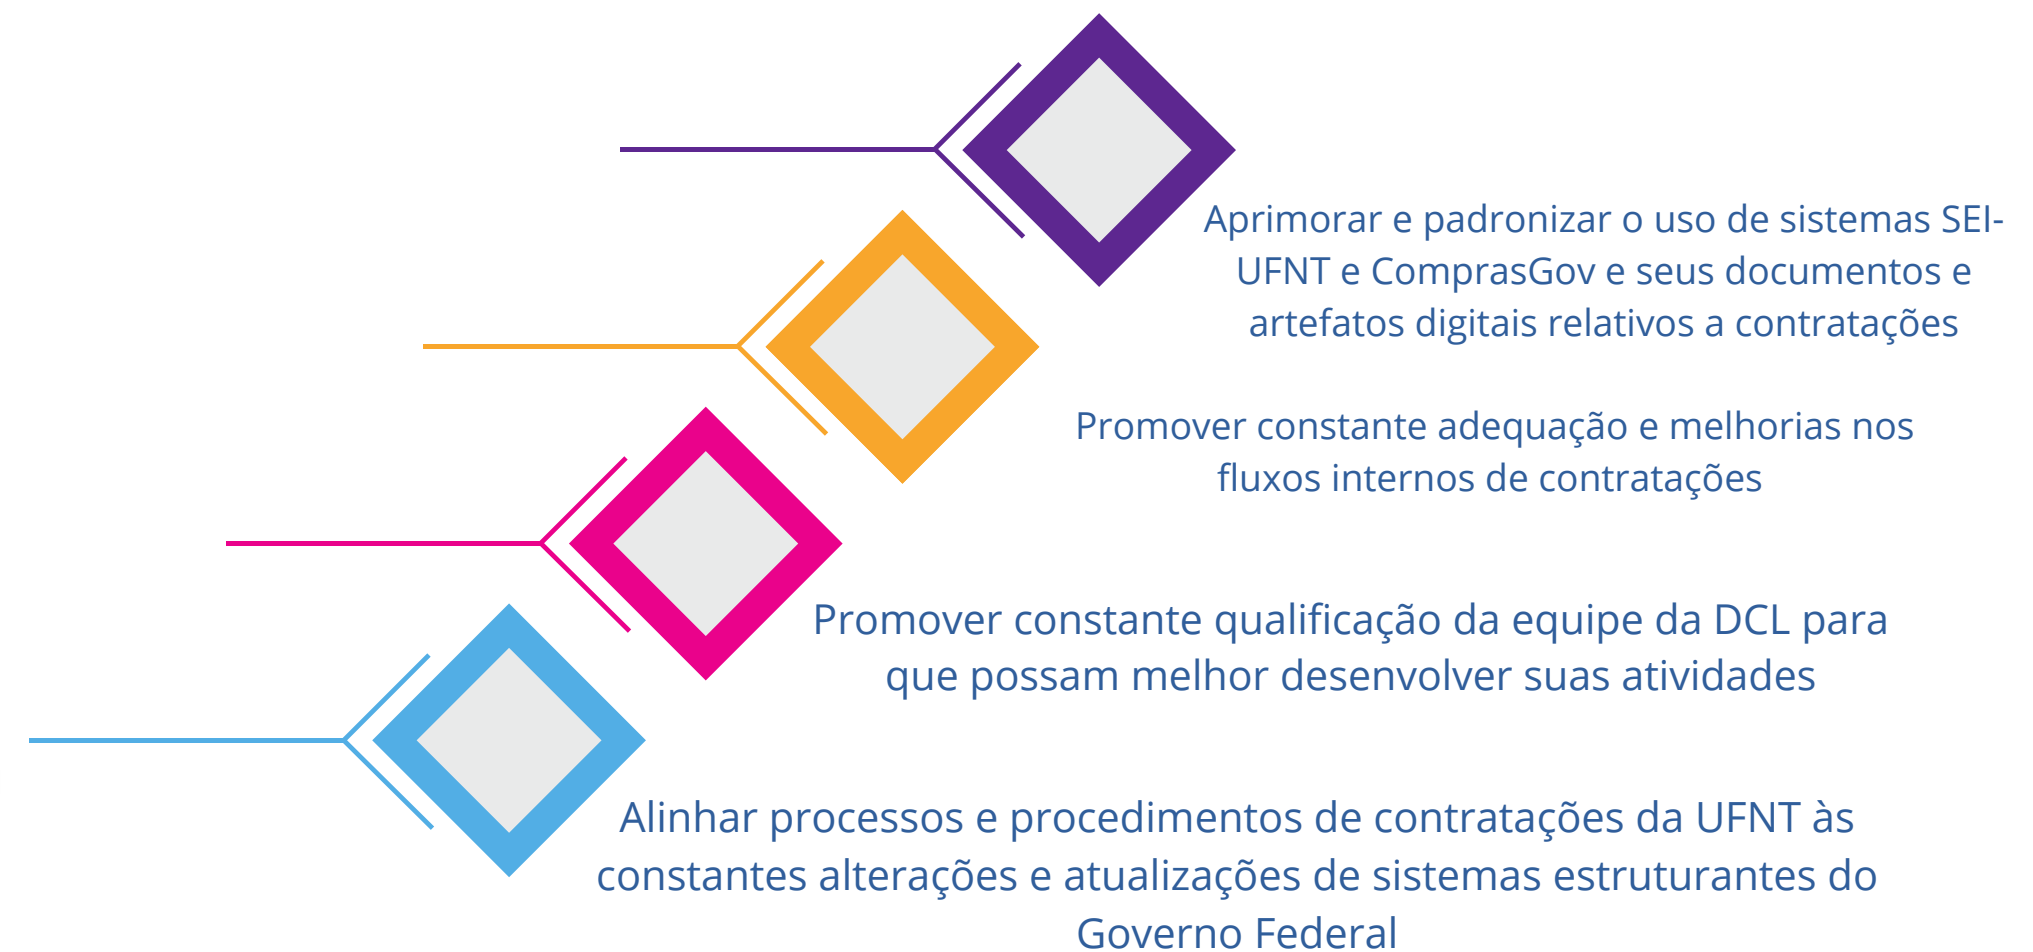 Aprimorar e padronizar o uso de sistemas SEI-
UFNT e ComprasGov e seus documentos e
artefatos digitais relativos a contratações
Promover constante adequação e melhorias nos
fluxos internos de contratações
Promover constante qualificação da equipe da DCL para
que possam melhor desenvolver suas atividades
Alinhar processos e procedimentos de contratações da UFNT às
constantes alterações e atualizações de sistemas estruturantes do
Governo Federal